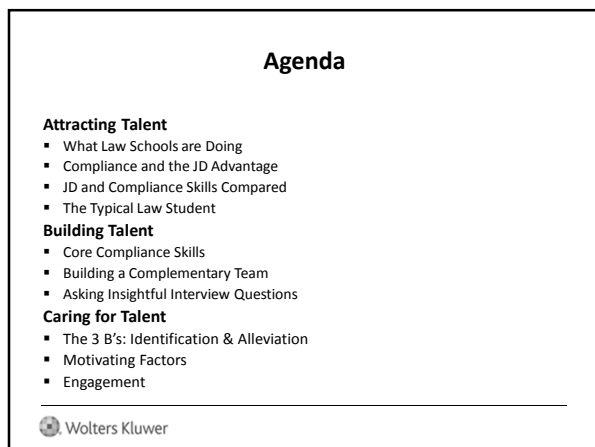 Agenda
Attracting Talent
▪ What Law Schools are Doing
▪ Compliance and the JD Advantage
▪ JD and Compliance Skills Compared
▪ The Typical Law Student
Building Talent
▪ Core Compliance Skills
▪ Building a Complementary Team
▪ Asking Insightful Interview Questions
Caring for Talent
▪ The 3 B's: Identification & Alleviation
▪ Motivating Factors
▪ Engagement
Wolters Kluwer